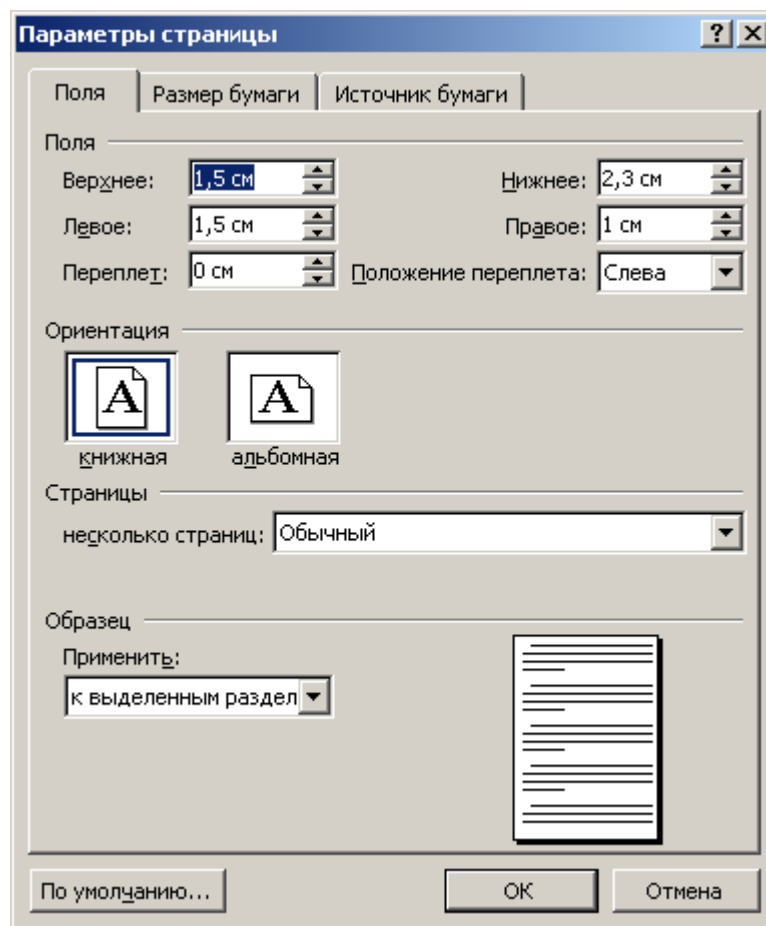 Параметры страницы
Поля Размер бумаги Источник бумаги
Поля
Верхнее: 1,5 см Нижнее: 2,3 см
Левое: 1,5 см Правое: 1 см
Переплет: 0 см Положение переплета: Слева
Ориентация
A A
книжная альбомная
Страницы
несколько страниц: Обычный
Образец
Применить:
к выделенным раздел
По умолчанию... ОК Отмена